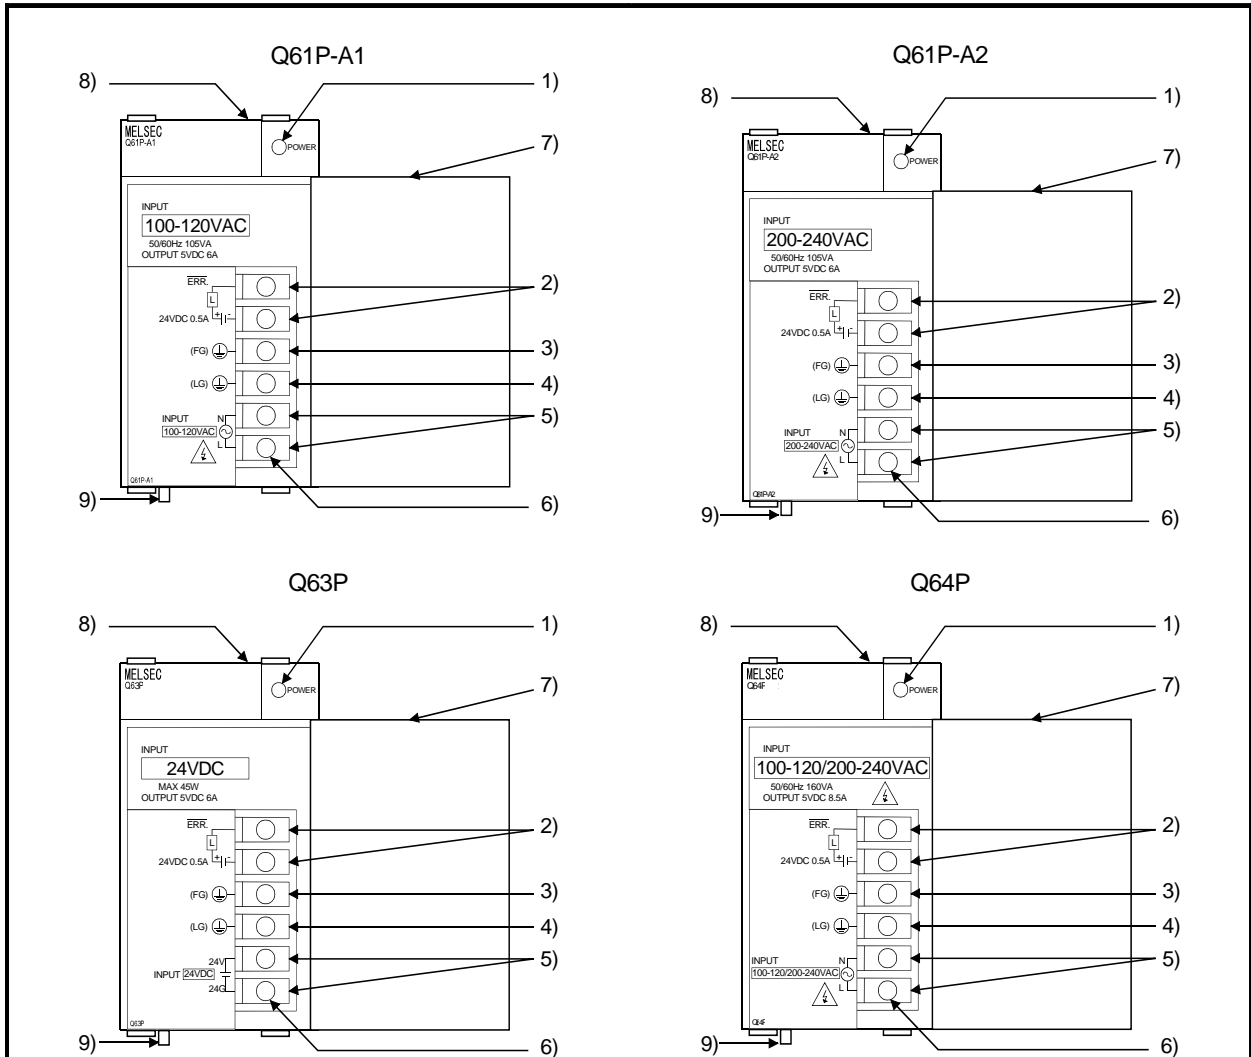 Q61P-A1
8)
1)
MELSEC
Q61P-A1
POWER
7)
INPUT
100-120VAC
50/60Hz 105VA
OUTPUT 5VDC 6A
ERR.
L
2)
24VDC 0.5A
+ -
(FG)
3)
(LG)
4)
INPUT
N
5)
100-120VAC
L
Q61P-A1
9)
6)
Q61P-A2
8)
1)
MELSEC
Q61P-A2
POWER
7)
INPUT
200-240VAC
50/60Hz 105VA
OUTPUT 5VDC 6A
ERR.
L
2)
24VDC 0.5A
+ -
(FG)
3)
(LG)
4)
INPUT
N
5)
200-240VAC
L
Q61P-A2
9)
6)
Q63P
8)
1)
MELSEC
Q63P
POWER
7)
INPUT
24VDC
MAX 45W
OUTPUT 5VDC 6A
ERR.
L
2)
24VDC 0.5A
+ -
(FG)
3)
(LG)
4)
24V
5)
INPUT 24VDC
24G
Q63P
9)
6)
Q64P
8)
1)
MELSEC
Q64P
POWER
7)
INPUT
100-120/200-240VAC
50/60Hz 160VA
OUTPUT 5VDC 8.5A
ERR.
L
2)
24VDC 0.5A
+ -
(FG)
3)
(LG)
4)
INPUT
N
5)
100-120/200-240VAC
L
Q64P
9)
6)